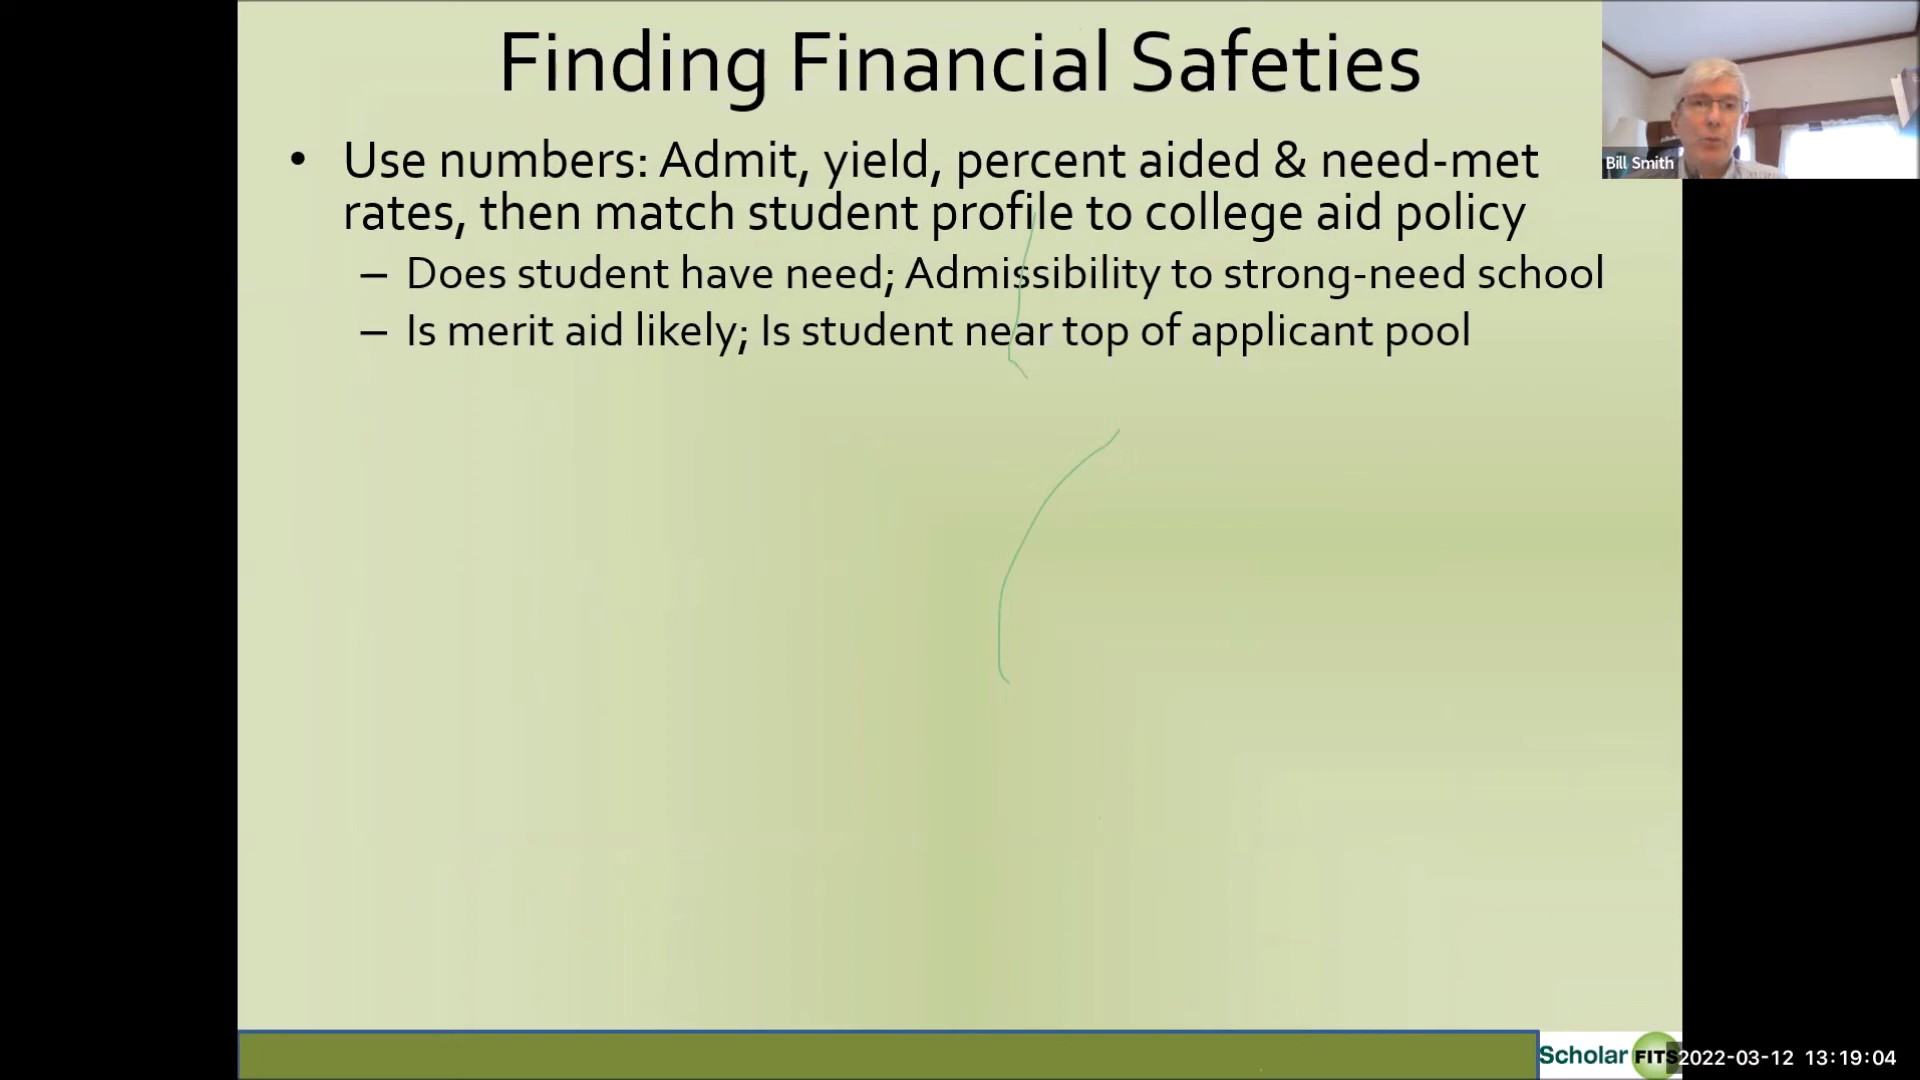 Finding Financial Safeties
• Use numbers: Admit, yield, percent aided & need-met
rates, then match student profile to college aid policy
– Does student have need; Admissibility to strong-need school
– Is merit aid likely; Is student near top of applicant pool
Bill Smith
Scholar FITS
2022-03-12 13:19:04